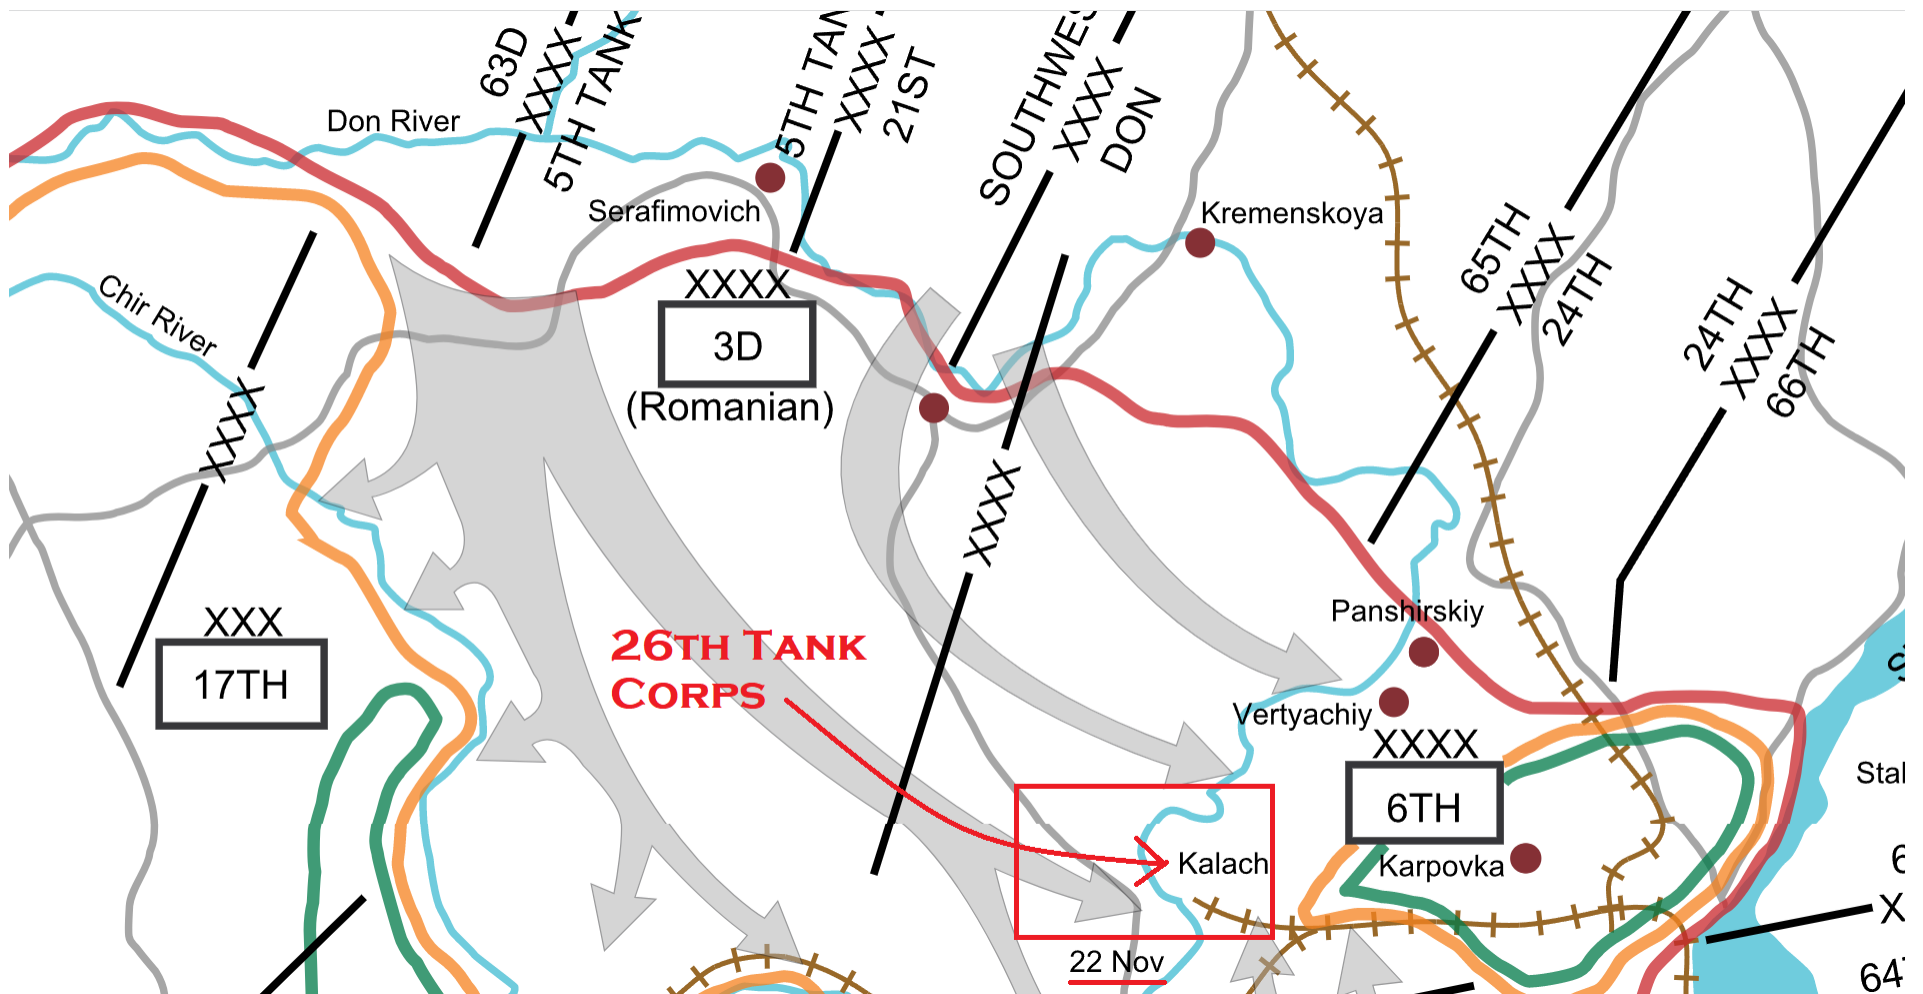 63D
XXXX
5TH TANK
5TH TAN
XXXX
21ST
SOUTHWES
XXXX
DON
Don River
Serafimovich
Kremenskoya
65TH
XXXX
24TH
24TH
XXXX
66TH
Chir River
XXXX
XXXX
3D
(Romanian)
XXXX
XXX
17TH
26TH TANK
CORPS
Panshirskiy
Vertyachiy
XXXX
6TH
Kalach
Karpovka
22 Nov
Stal
6
X
64T